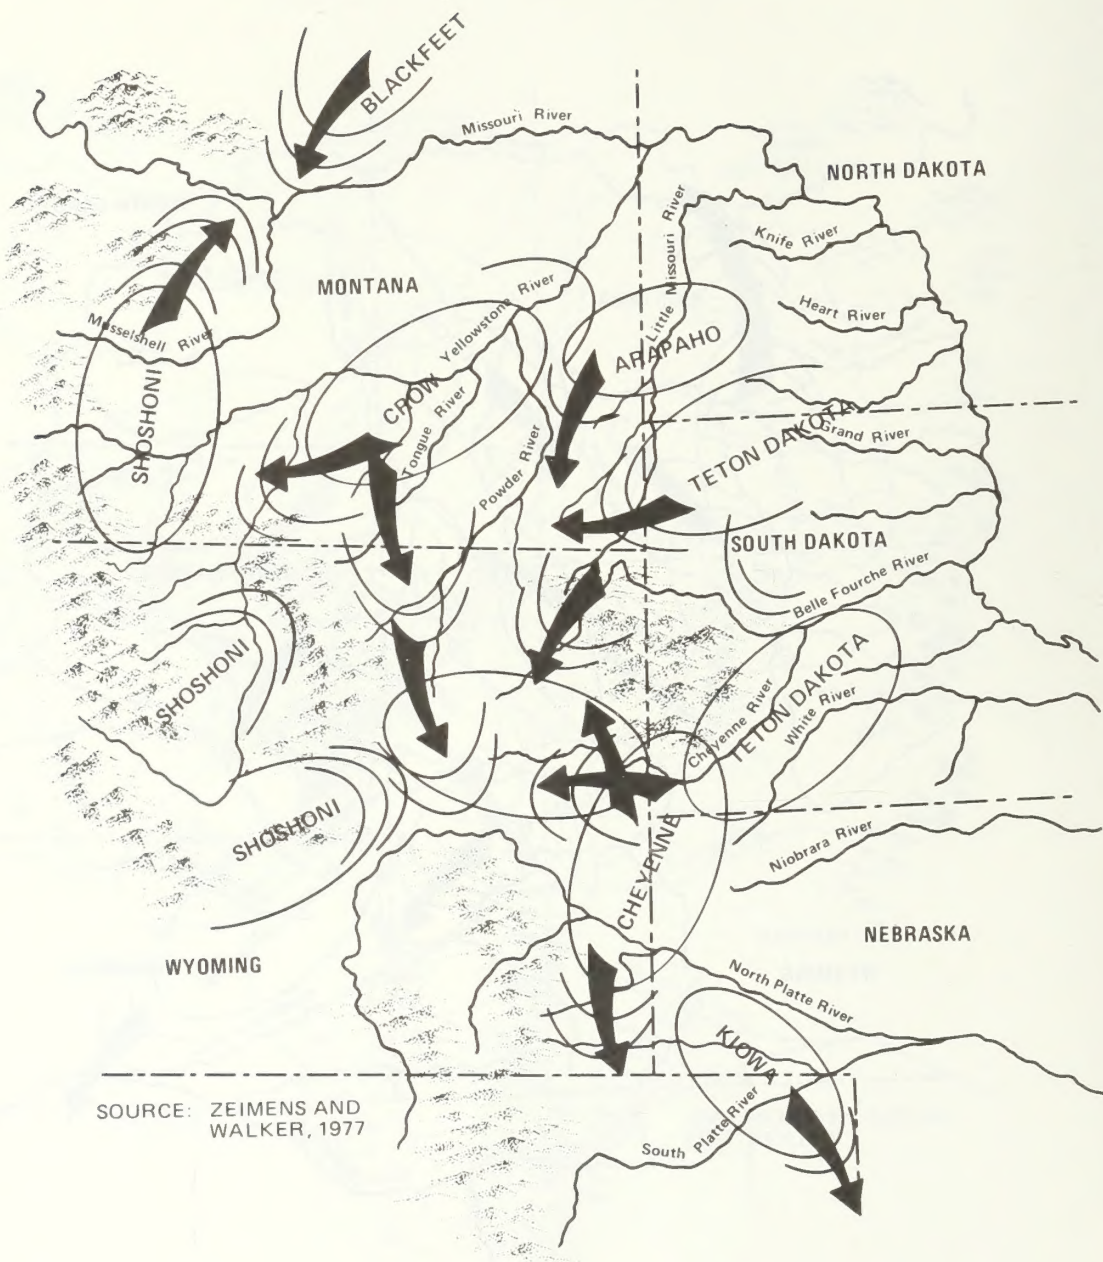 BLACKFEET
Missouri River
NORTH DAKOTA
Knife River
Little Missouri River
MONTANA
Yellowstone River
Heart River
Musselshell River
ARAPAHO
SHOSHONI
CROW
Tongue River
TETON DAKOTA
Grand River
Powder River
SOUTH DAKOTA
Belle Fourche River
SHOSHONI
TETON DAKOTA
Cheyenne River
White River
SHOSHONI
CHEYENNE
Niobrara River
NEBRASKA
WYOMING
North Platte River
KIOWA
SOURCE: ZEIMENS AND
WALKER, 1977
South Platte River